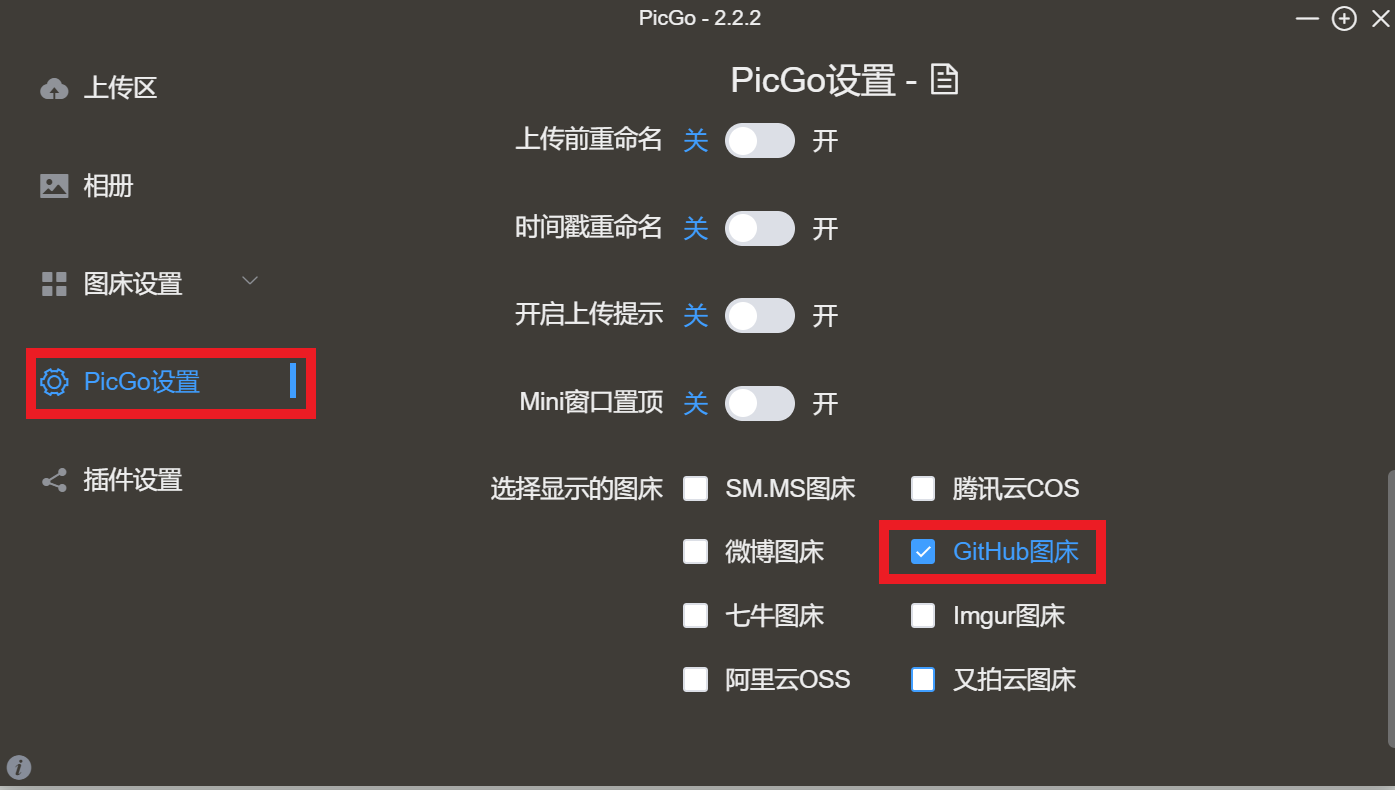 PicGo - 2.2.2
上传区
相册
图床设置
PicGo设置
插件设置
PicGo设置 -
上传前重命名 关 开
时间戳重命名 关 开
开启上传提示 关 开
Mini窗口置顶 关 开
选择显示的图床 SM.MS图床 腾讯云COS
微博图床 GitHub图床
七牛图床 Imgur图床
阿里云OSS 又拍云图床